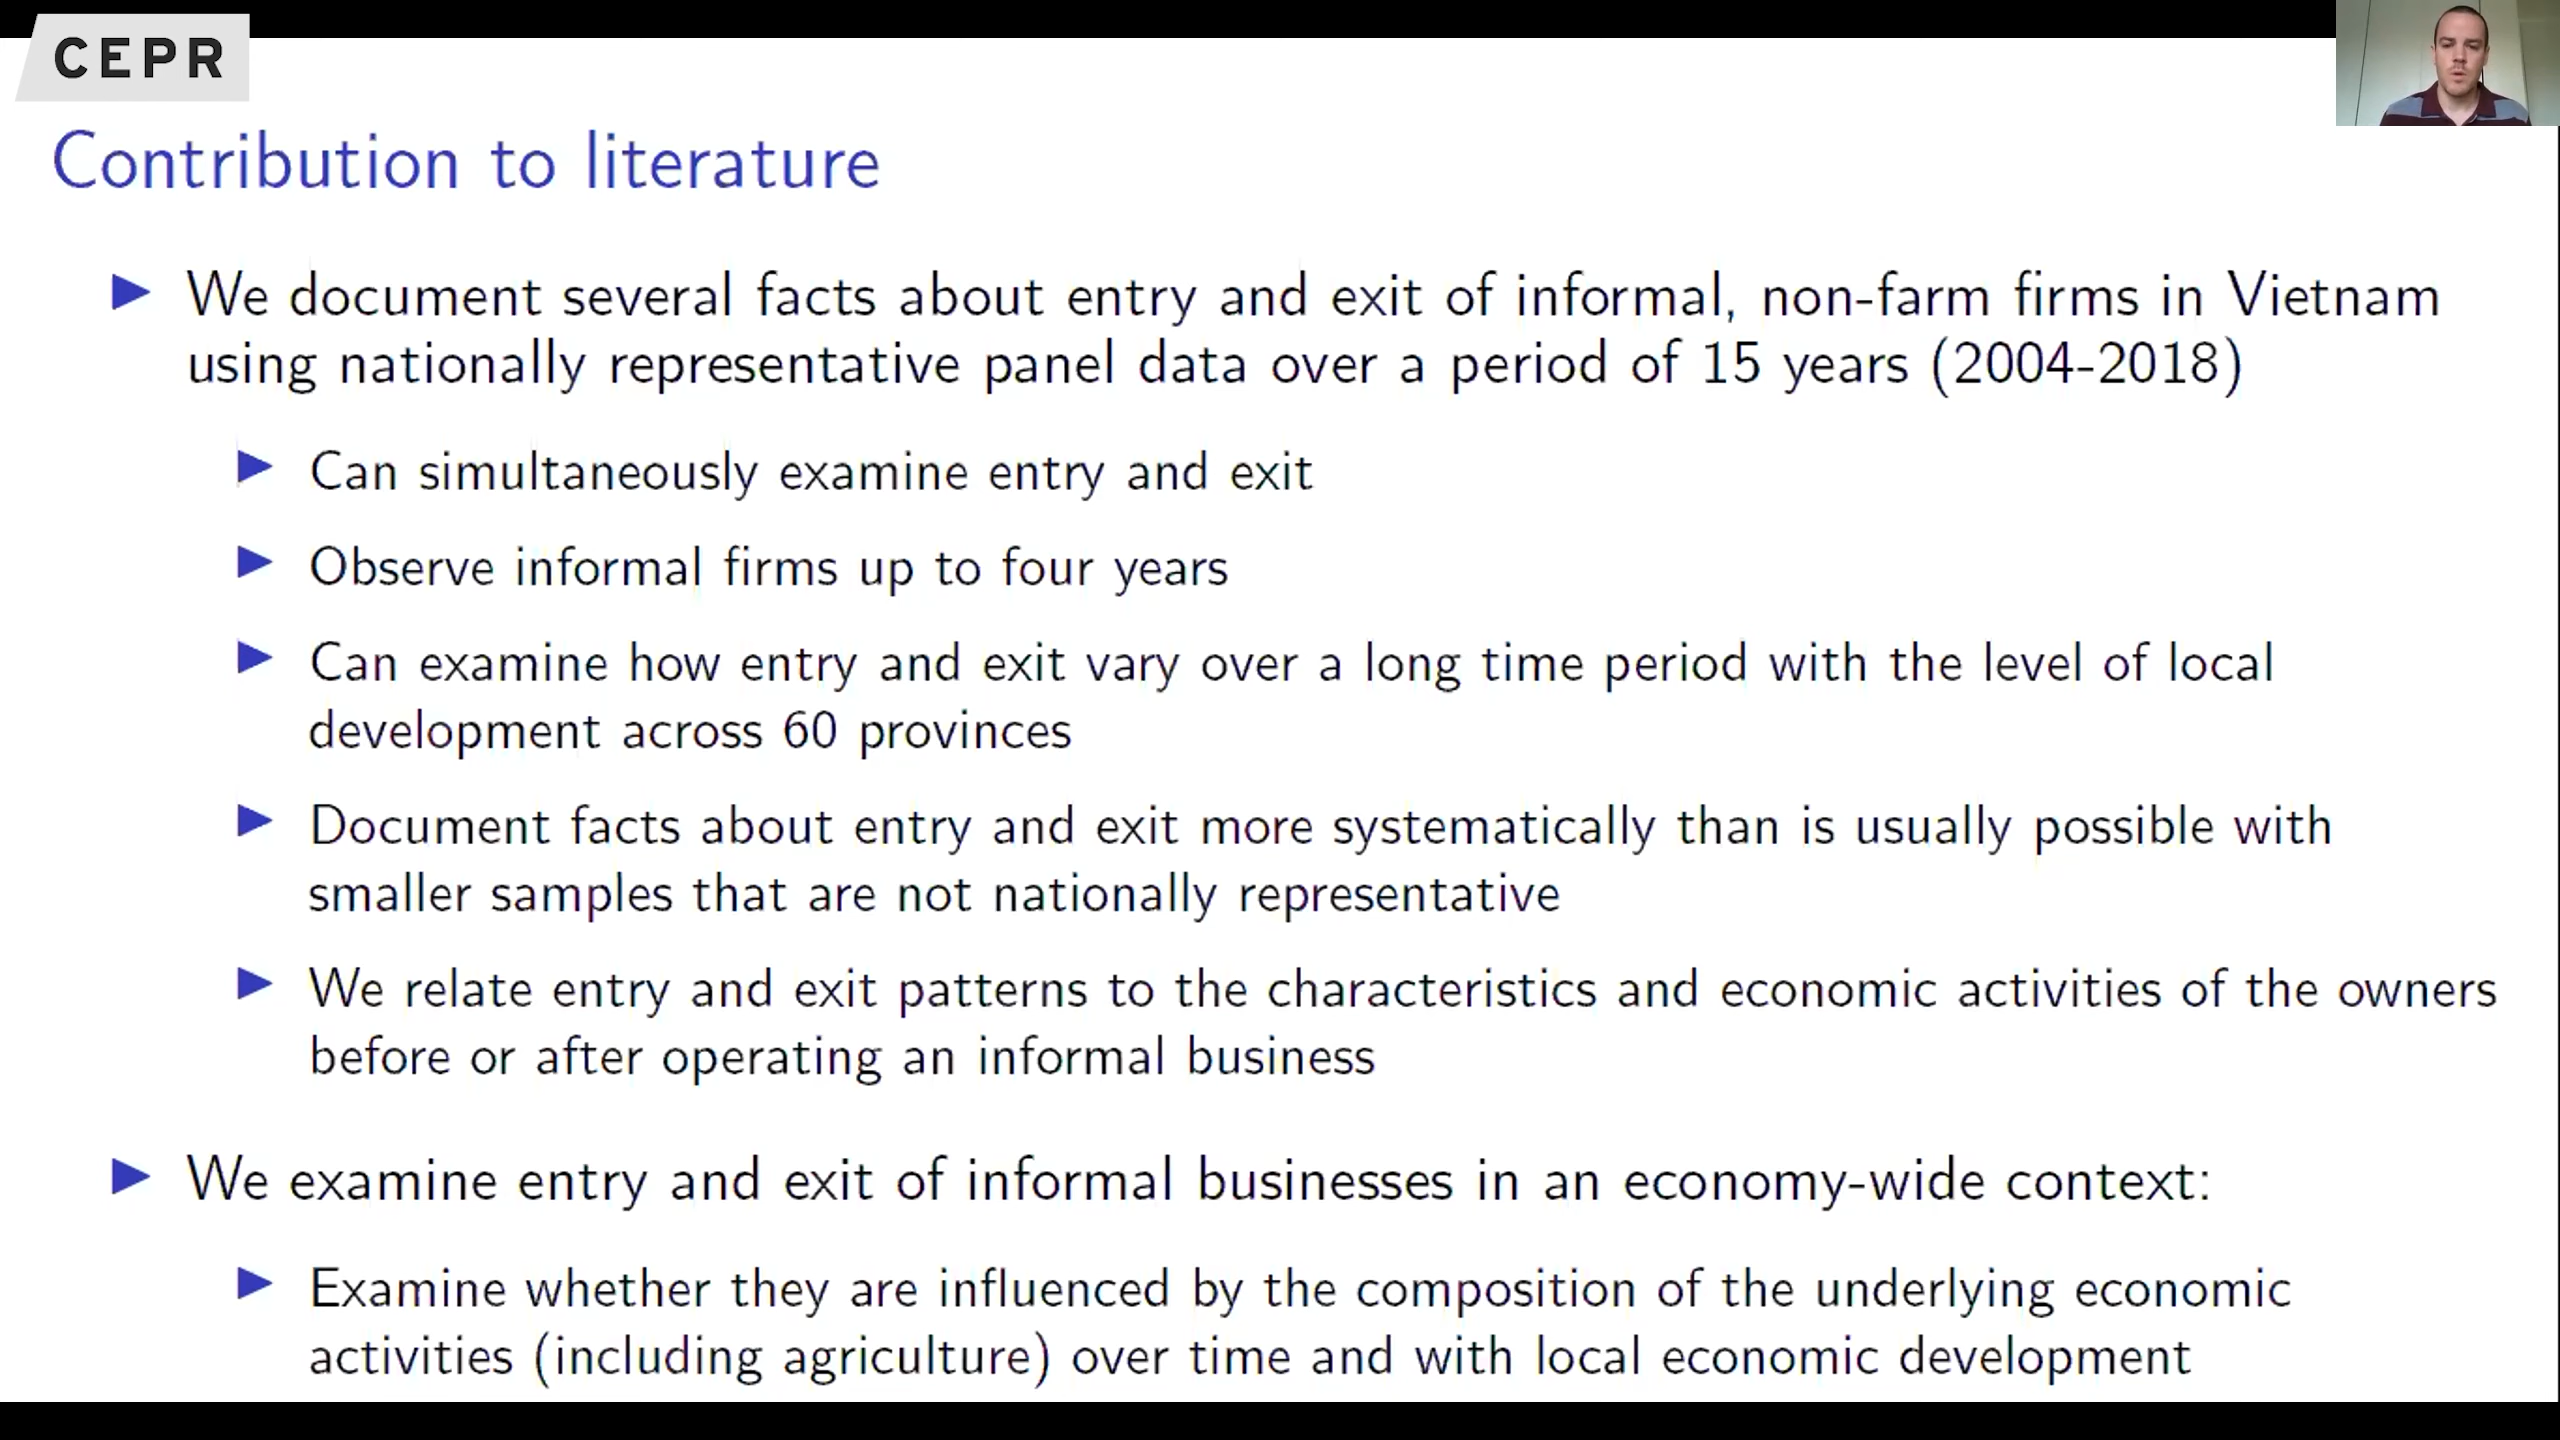 CEPR
Contribution to literature
We document several facts about entry and exit of informal, non-farm firms in Vietnam
using nationally representative panel data over a period of 15 years (2004-2018)
Can simultaneously examine entry and exit
Observe informal firms up to four years
Can examine how entry and exit vary over a long time period with the level of local
development across 60 provinces
Document facts about entry and exit more systematically than is usually possible with
smaller samples that are not nationally representative
We relate entry and exit patterns to the characteristics and economic activities of the owners
before or after operating an informal business
We examine entry and exit of informal businesses in an economy-wide context:
Examine whether they are influenced by the composition of the underlying economic
activities (including agriculture) over time and with local economic development